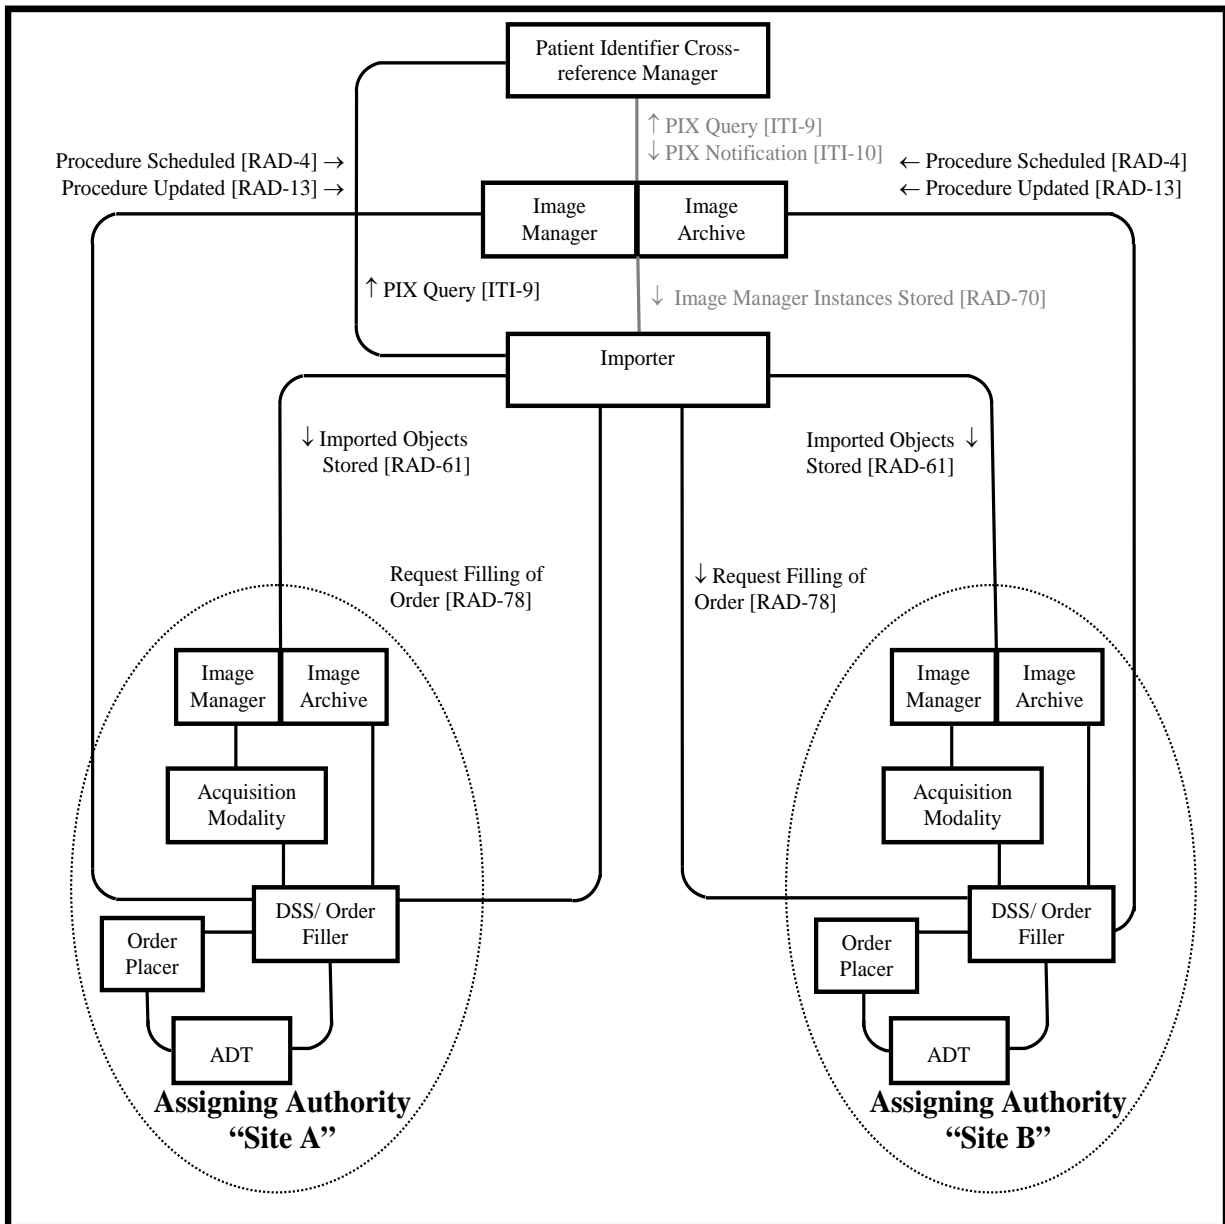 Patient Identifier Cross-
reference Manager
↑ PIX Query [ITI-9]
↓ PIX Notification [ITI-10]
Procedure Scheduled [RAD-4] →
Procedure Updated [RAD-13] →
← Procedure Scheduled [RAD-4]
← Procedure Updated [RAD-13]
Image
Manager
Image
Archive
↑ PIX Query [ITI-9]
↓ Image Manager Instances Stored [RAD-70]
Importer
↓ Imported Objects
Stored [RAD-61]
Imported Objects ↓
Stored [RAD-61]
Request Filling of
Order [RAD-78]
↓ Request Filling of
Order [RAD-78]
Image
Manager
Image
Archive
Acquisition
Modality
DSS/ Order
Filler
Order
Placer
ADT
Assigning Authority
“Site A”
Image
Manager
Image
Archive
Acquisition
Modality
DSS/ Order
Filler
Order
Placer
ADT
Assigning Authority
“Site B”